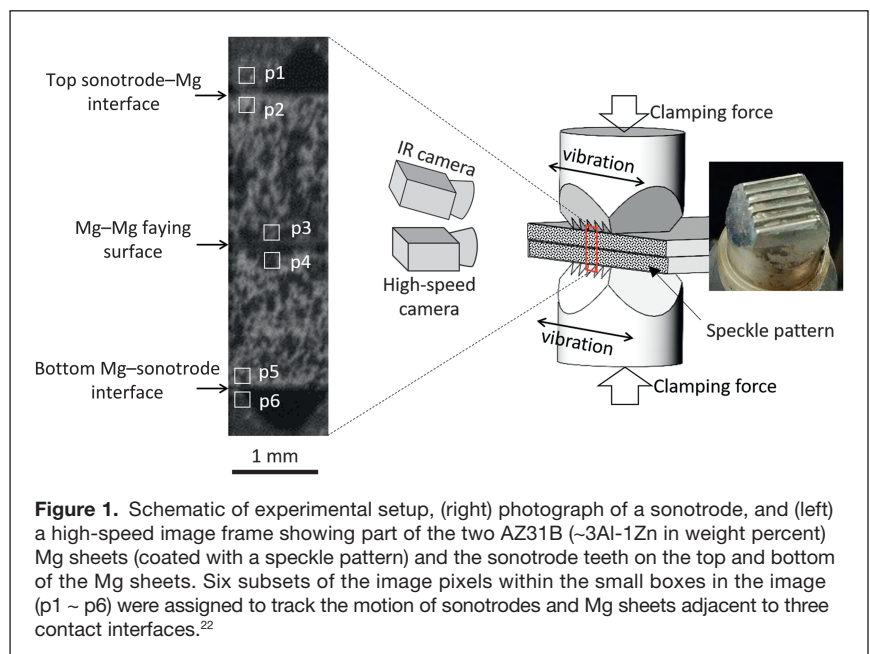 Top sonotrode–Mg
interface
p1
p2
Mg–Mg faying
surface
p3
p4
Bottom Mg–sonotrode
interface
p5
p6
1 mm
IR camera
High-speed
camera
Clamping force
vibration
Speckle pattern
vibration
Clamping force
Figure 1. Schematic of experimental setup, (right) photograph of a sonotrode, and (left)
a high-speed image frame showing part of the two AZ31B (~3Al-1Zn in weight percent)
Mg sheets (coated with a speckle pattern) and the sonotrode teeth on the top and bottom
of the Mg sheets. Six subsets of the image pixels within the small boxes in the image
(p1 ~ p6) were assigned to track the motion of sonotrodes and Mg sheets adjacent to three
contact interfaces.²²